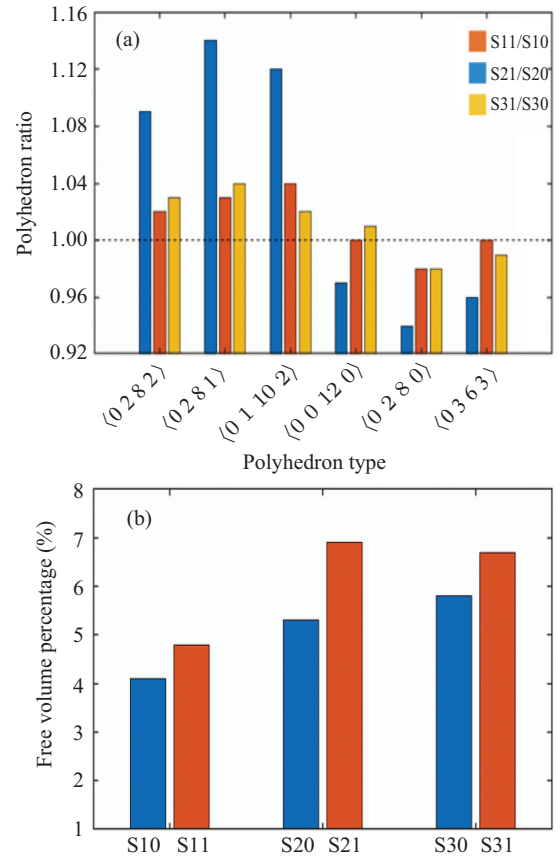 (a)
S11/S10
S21/S20
S31/S30
Polyhedron ratio
1.16
1.12
1.08
1.04
1.00
0.96
0.92
⟨0 2 8 2⟩
⟨0 2 8 1⟩
⟨0 1 10 2⟩
⟨0 0 12 0⟩
⟨0 2 8 0⟩
⟨0 3 6 3⟩
Polyhedron type
(b)
Free volume percentage (%)
8
7
6
5
4
3
2
1
S10 S11 S20 S21 S30 S31